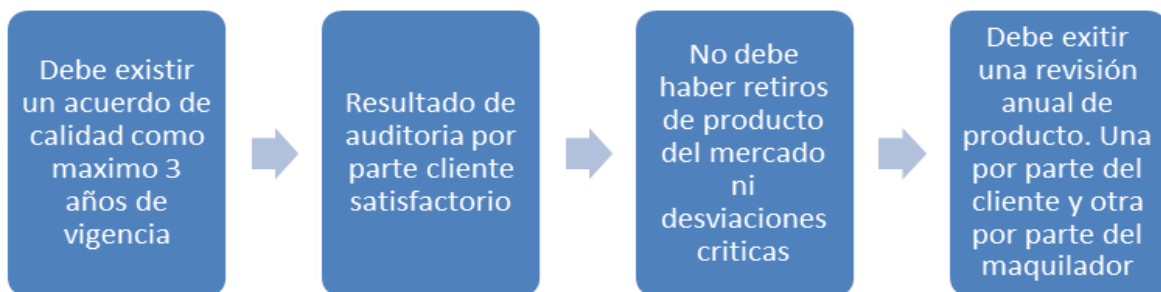 Debe existir
un acuerdo de
calidad como
maximo 3
años de
vigencia
Resultado de
auditoria por
parte cliente
satisfactorio
No debe
haber retiros
de producto
del mercado
ni
desviaciones
criticas
Debe exitir
una revisión
anual de
producto. Una
por parte del
cliente y otra
por parte del
maquilador